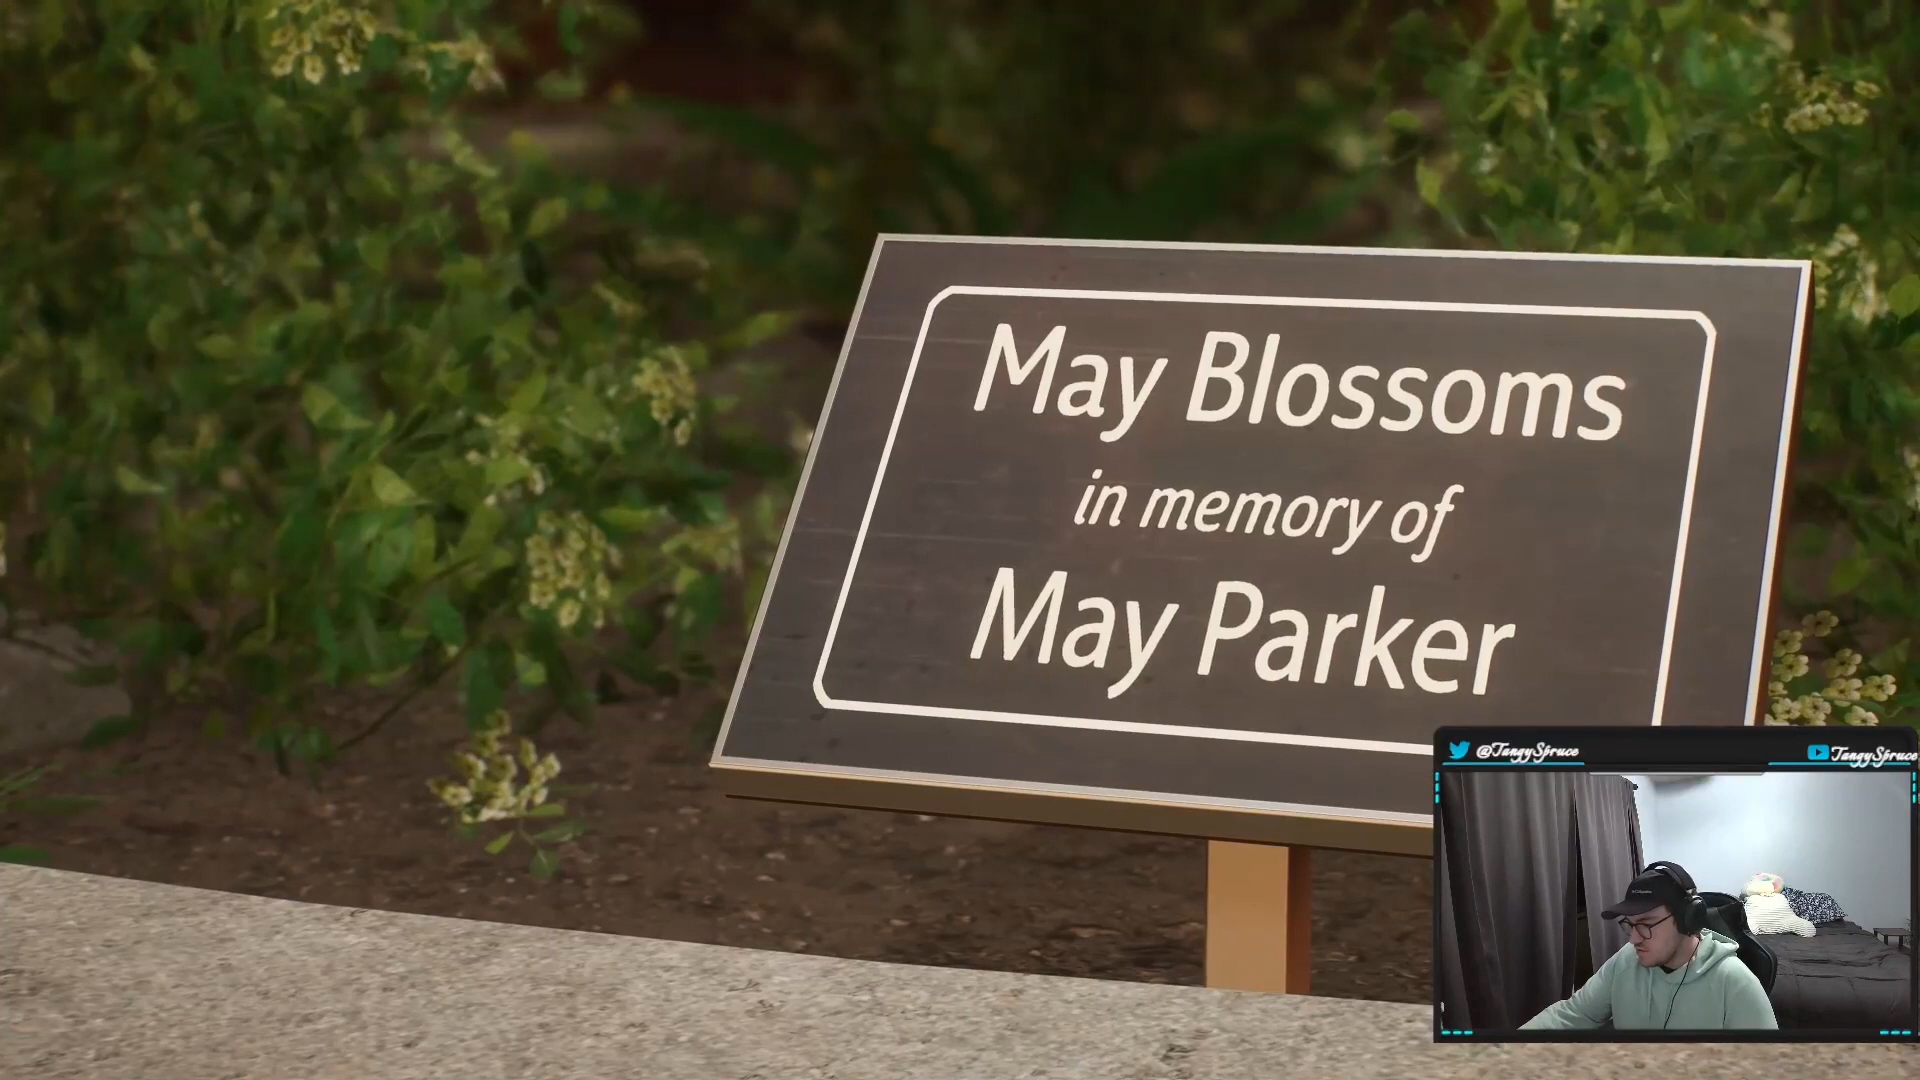 May Blossoms
in memory of
May Parker
@TangySpruce
TangySpruce